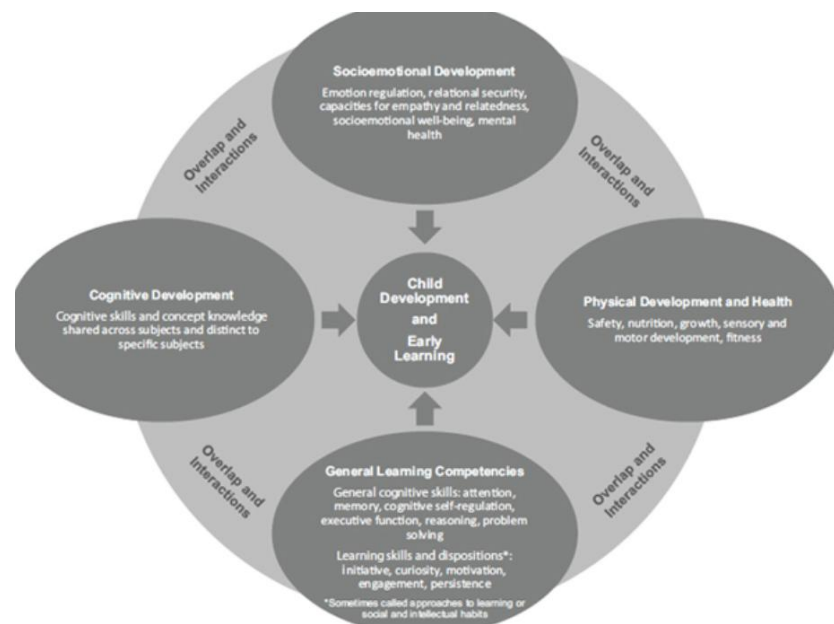 Socioemotional Development
Emotion regulation, relational security,
capacities for empathy and relatedness,
socioemotional well-being, mental
health
Overlap and
Interactions
Overlap and
Interactions
Cognitive Development
Cognitive skills and concept knowledge
shared across subjects and distinct to
specific subjects
Child
Development
and
Early
Learning
Physical Development and Health
Safety, nutrition, growth, sensory and
motor development, fitness
Overlap and
Interactions
Overlap and
Interactions
General Learning Competencies
General cognitive skills: attention,
memory, cognitive self-regulation,
executive function, reasoning, problem
solving
Learning skills and dispositions*:
initiative, curiosity, motivation,
engagement, persistence
*Sometimes called approaches to learning or
social and intellectual habits